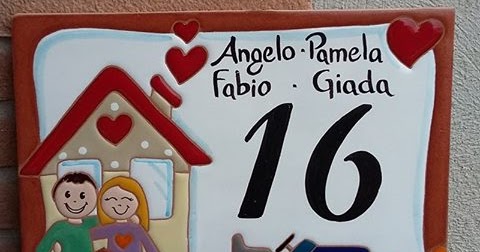 Angelo · Pamela
Fabio · Giada
16